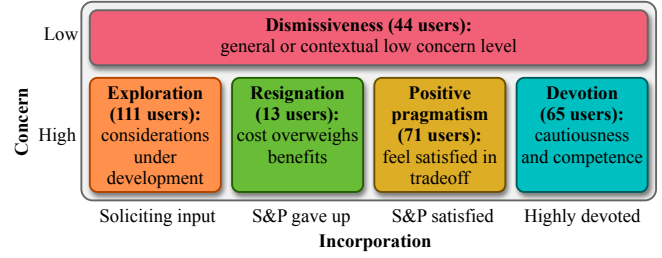 Low
Dismissiveness (44 users):
general or contextual low concern level
Concern
High
Exploration
(111 users):
considerations
under
development
Resignation
(13 users):
cost overweighs
benefits
Positive
pragmatism
(71 users):
feel satisfied in
tradeoff
Devotion
(65 users):
cautiousness
and competence
Soliciting input
S&P gave up
S&P satisfied
Highly devoted
Incorporation